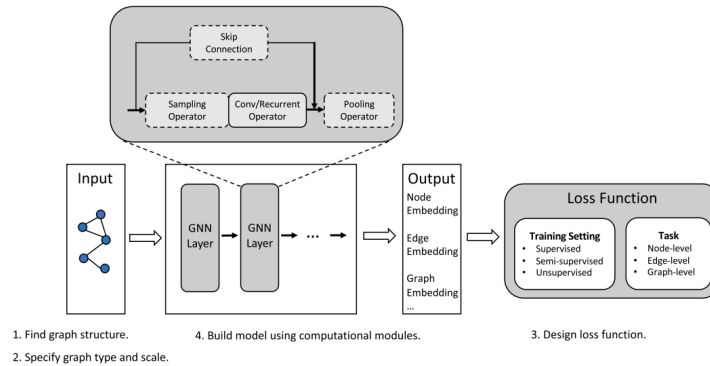 Skip
Connection
Sampling
Operator
Conv/Recurrent
Operator
Pooling
Operator
Input
GNN
Layer
GNN
Layer
...
Output
Node
Embedding
Edge
Embedding
Graph
Embedding
...
Loss Function
Training Setting
• Supervised
• Semi-supervised
• Unsupervised
Task
• Node-level
• Edge-level
• Graph-level
1. Find graph structure.
4. Build model using computational modules.
3. Design loss function.
2. Specify graph type and scale.